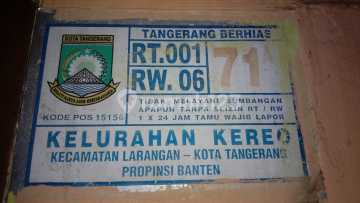 TANGERANG BERHIAS
KOTA TANGERANG
RT.001
RW. 06
71
TIDAK MELAYANI SUMBANGAN
APAPUN TANPA SEIZIN RT / RW
1 X 24 JAM TAMU WAJIB LAPOR
KODE POS 15156
KELURAHAN KEREO
KECAMATAN LARANGAN – KOTA TANGERANG
PROPINSI BANTEN